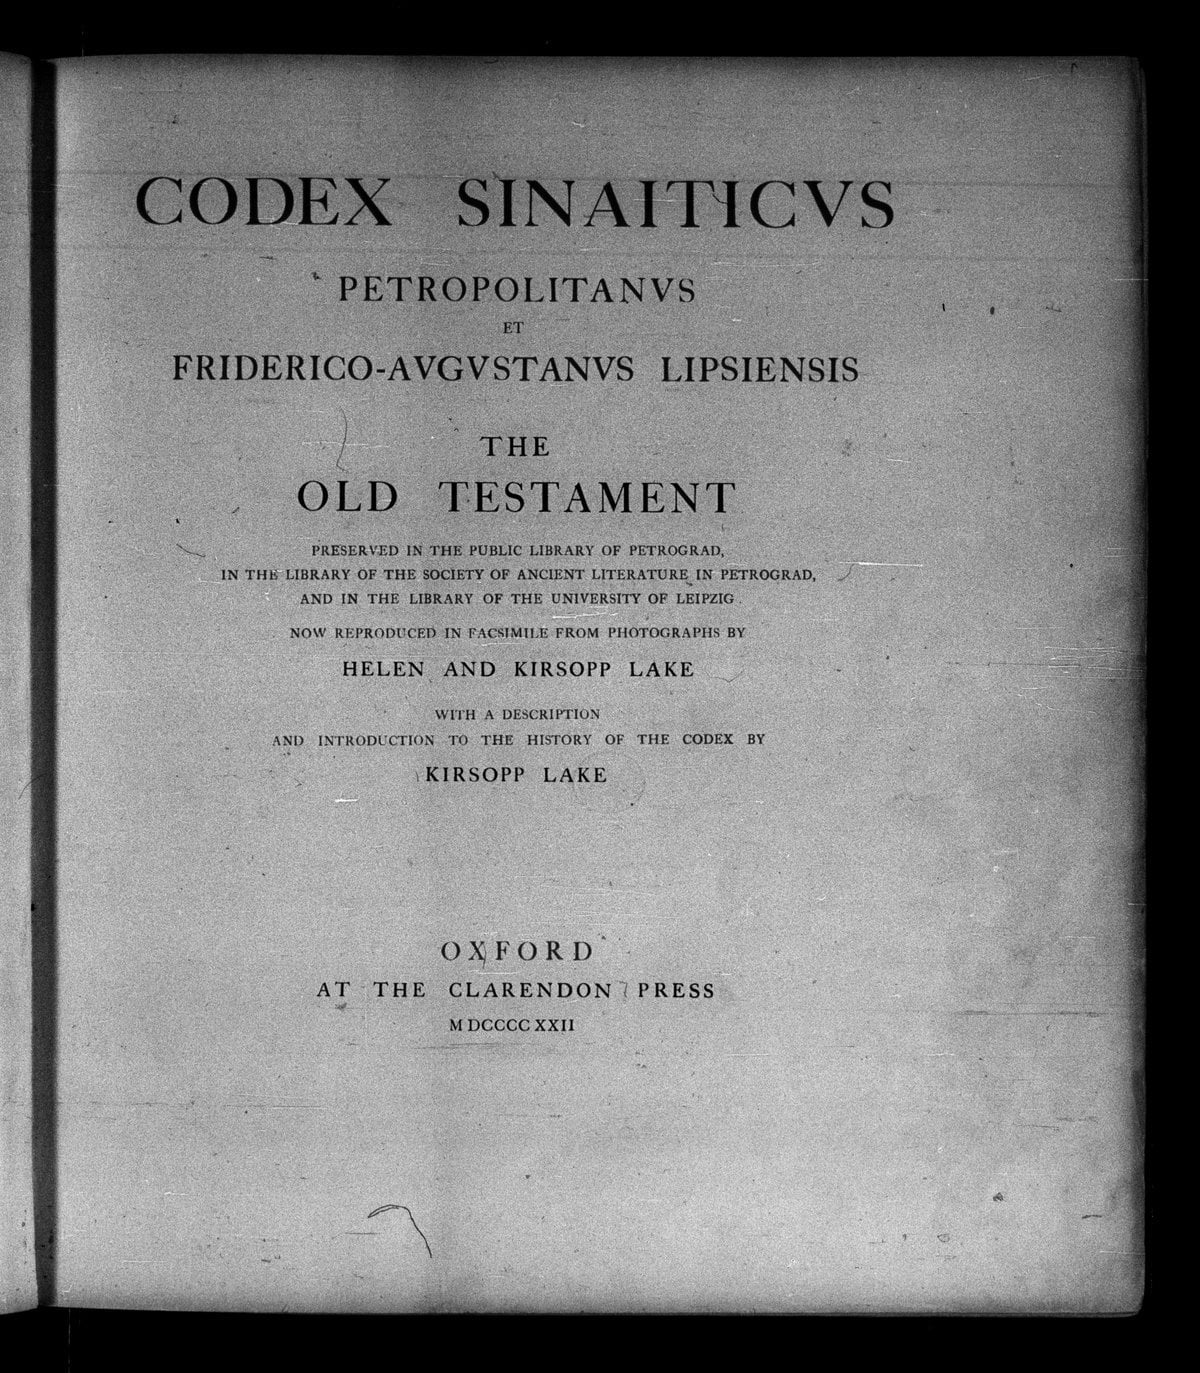 CODEX SINAITICVS
PETROPOLITANVS
ET
FRIDERICO-AVGVSTANVS LIPSIENSIS
THE
OLD TESTAMENT
PRESERVED IN THE PUBLIC LIBRARY OF PETROGRAD,
IN THE LIBRARY OF THE SOCIETY OF ANCIENT LITERATURE IN PETROGRAD,
AND IN THE LIBRARY OF THE UNIVERSITY OF LEIPZIG
NOW REPRODUCED IN FACSIMILE FROM PHOTOGRAPHS BY
HELEN AND KIRSOPP LAKE
WITH A DESCRIPTION
AND INTRODUCTION TO THE HISTORY OF THE CODEX BY
KIRSOPP LAKE
OXFORD
AT THE CLARENDON PRESS
MDCCCCXXII